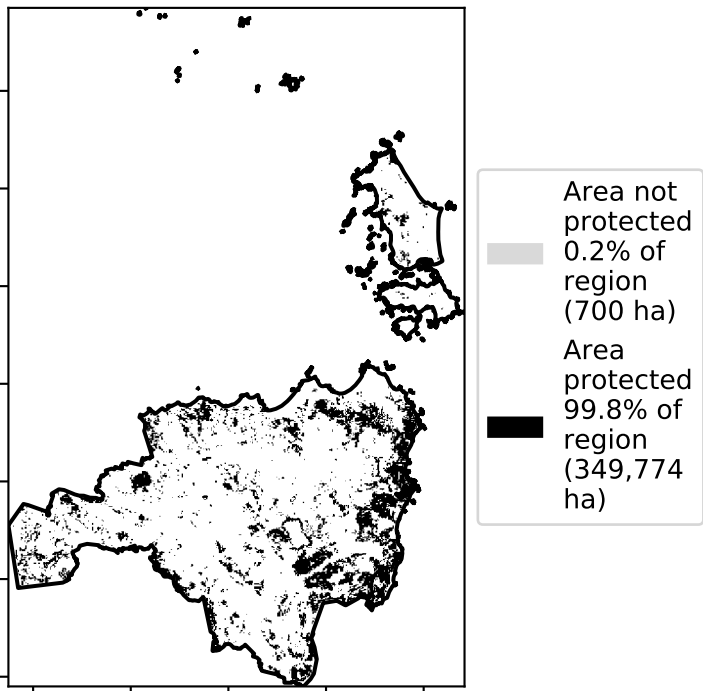 Area not
protected
0.2% of
region
(700 ha)
Area
protected
99.8% of
region
(349,774
ha)